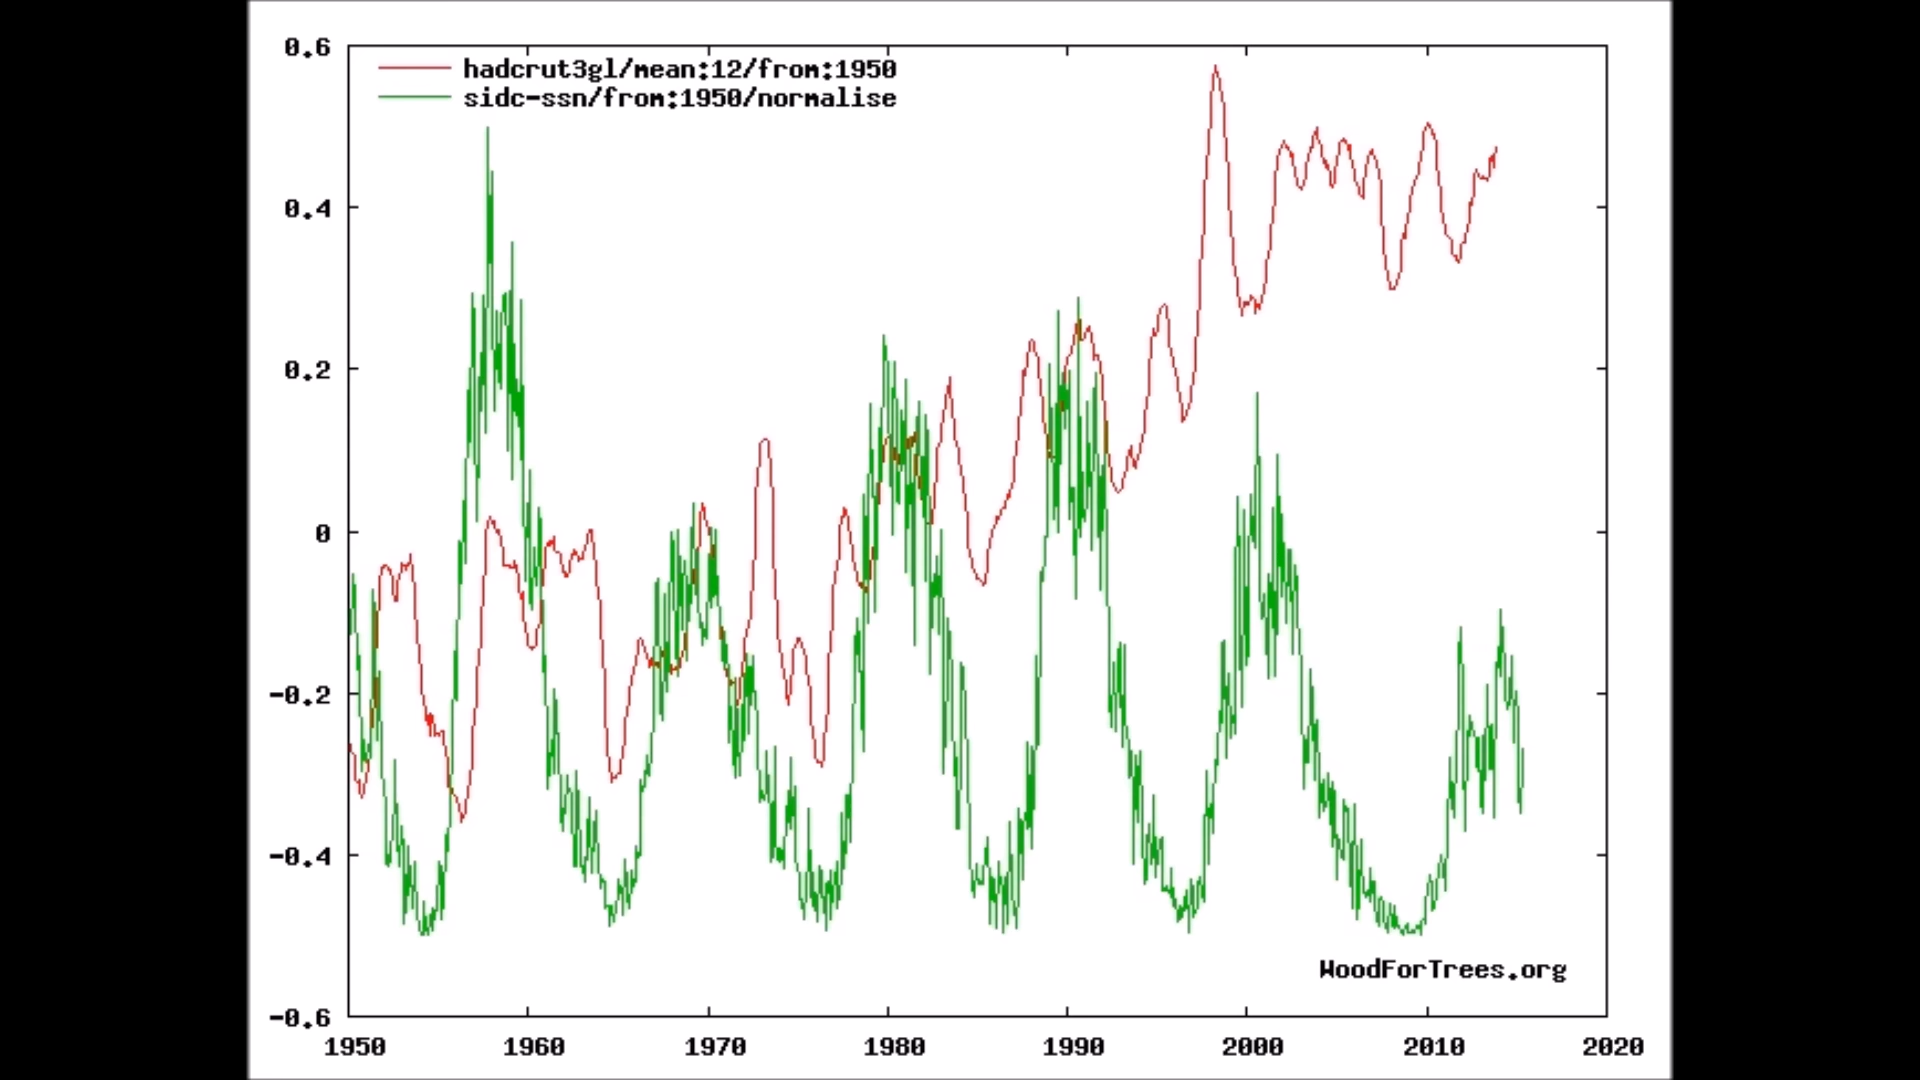 hadcrut3gl/mean:12/from:1950
sidc-ssn/from:1950/normalise
0.6
0.4
0.2
0
-0.2
-0.4
-0.6
WoodForTrees.org
1950 1960 1970 1980 1990 2000 2010 2020